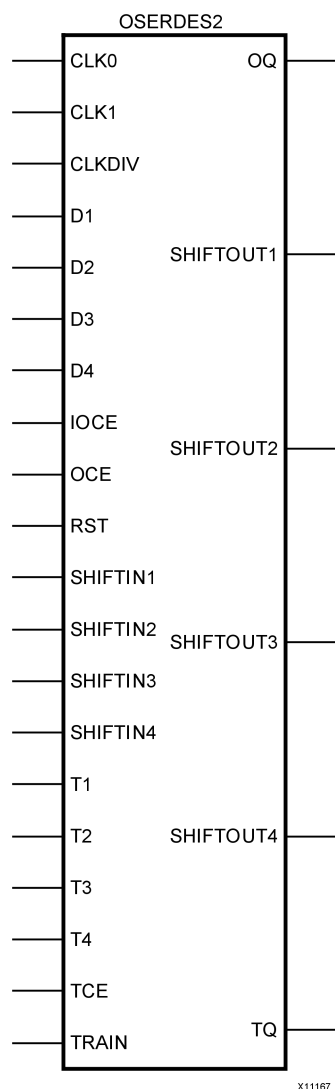 OSERDES2
CLK0 OQ
CLK1
CLKDIV
D1
SHIFTOUT1
D2
D3
D4
IOCE
SHIFTOUT2
OCE
RST
SHIFTIN1
SHIFTIN2
SHIFTOUT3
SHIFTIN3
SHIFTIN4
T1
T2 SHIFTOUT4
T3
T4
TCE
TQ
TRAIN
X11167